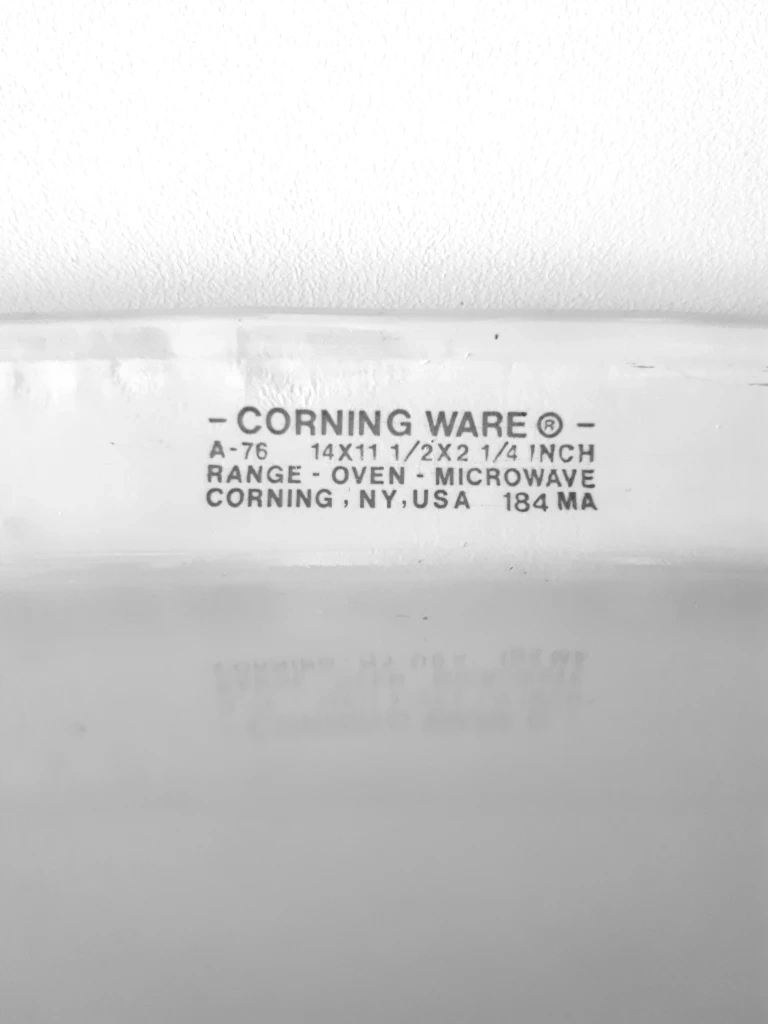 - CORNING WARE ® -
A-76 14X11 1/2X2 1/4 INCH
RANGE - OVEN - MICROWAVE
CORNING , NY, USA 184 MA